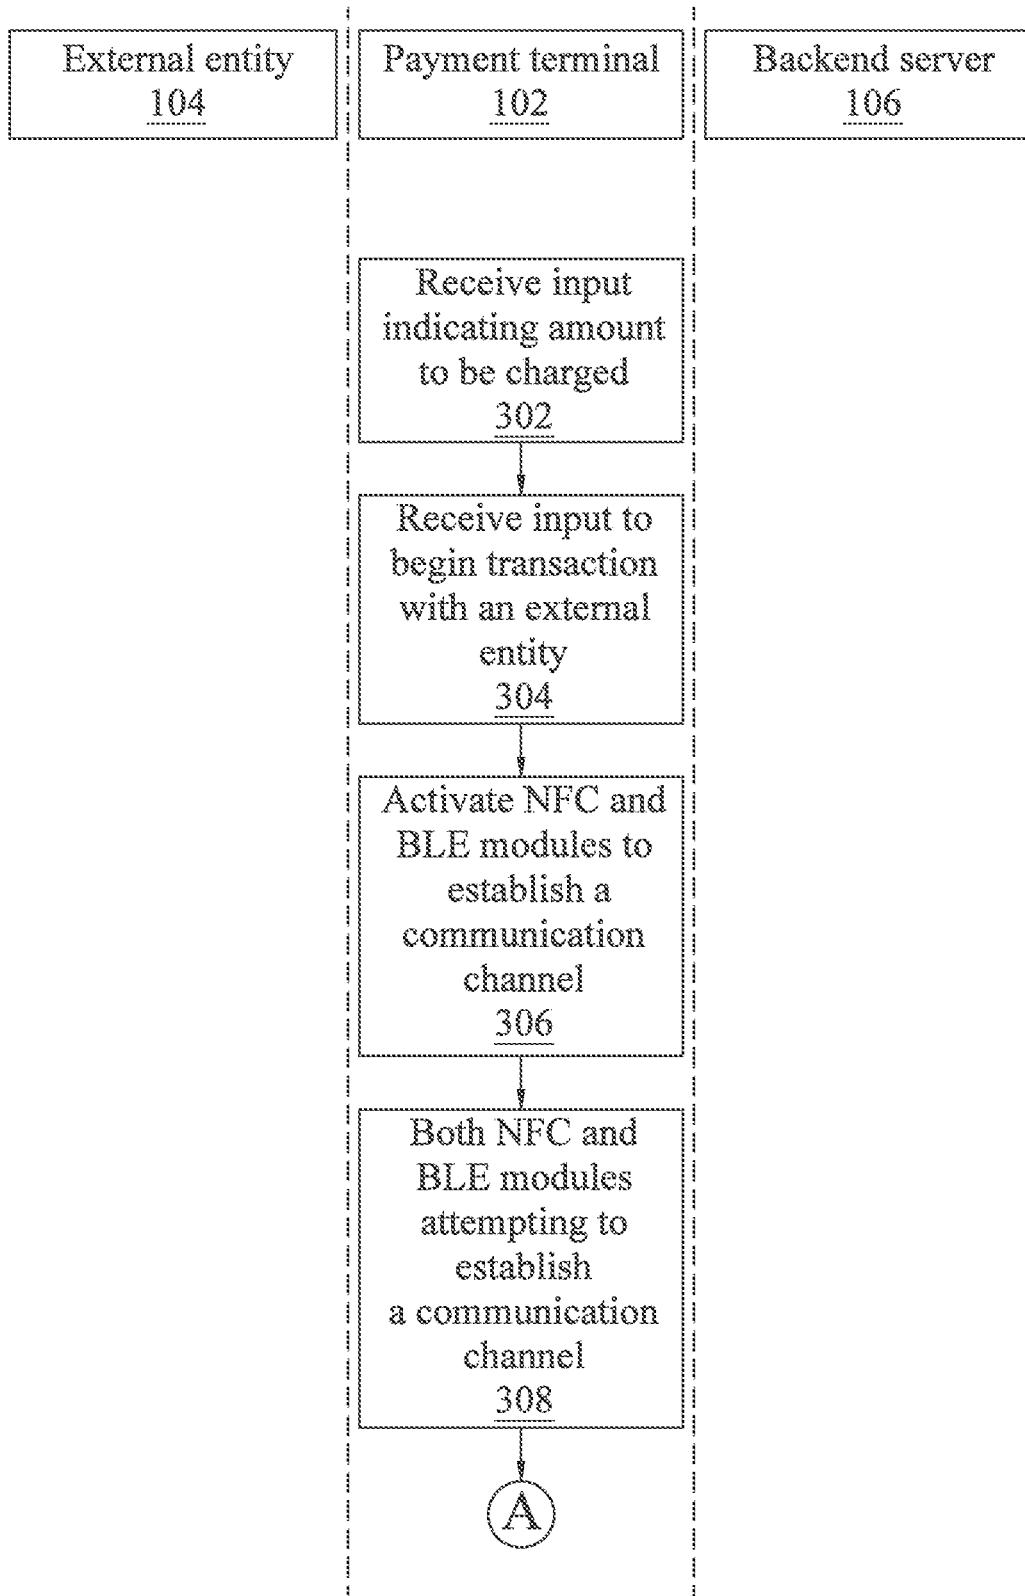 External entity
104
Payment terminal
102
Backend server
106
Receive input
indicating amount
to be charged
302
Receive input to
begin transaction
with an external
entity
304
Activate NFC and
BLE modules to
establish a
communication
channel
306
Both NFC and
BLE modules
attempting to
establish
a communication
channel
308
A